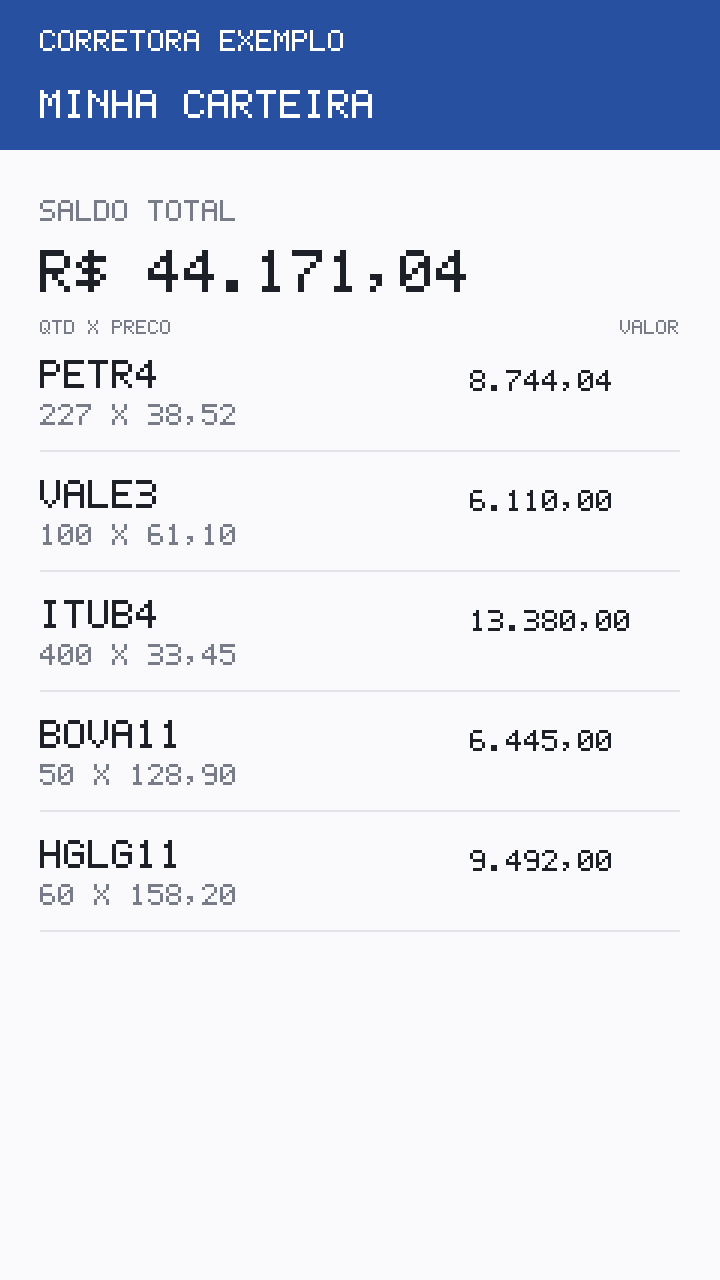 CORRETORA EXEMPLO
MINHA CARTEIRA
SALDO TOTAL
R$ 44.171,04
QTD X PRECO VALOR
PETR4 8.744,04
227 X 38,52
VALE3 6.110,00
100 X 61,10
ITUB4 13.380,00
400 X 33,45
BOVA11 6.445,00
50 X 128,90
HGLG11 9.492,00
60 X 158,20